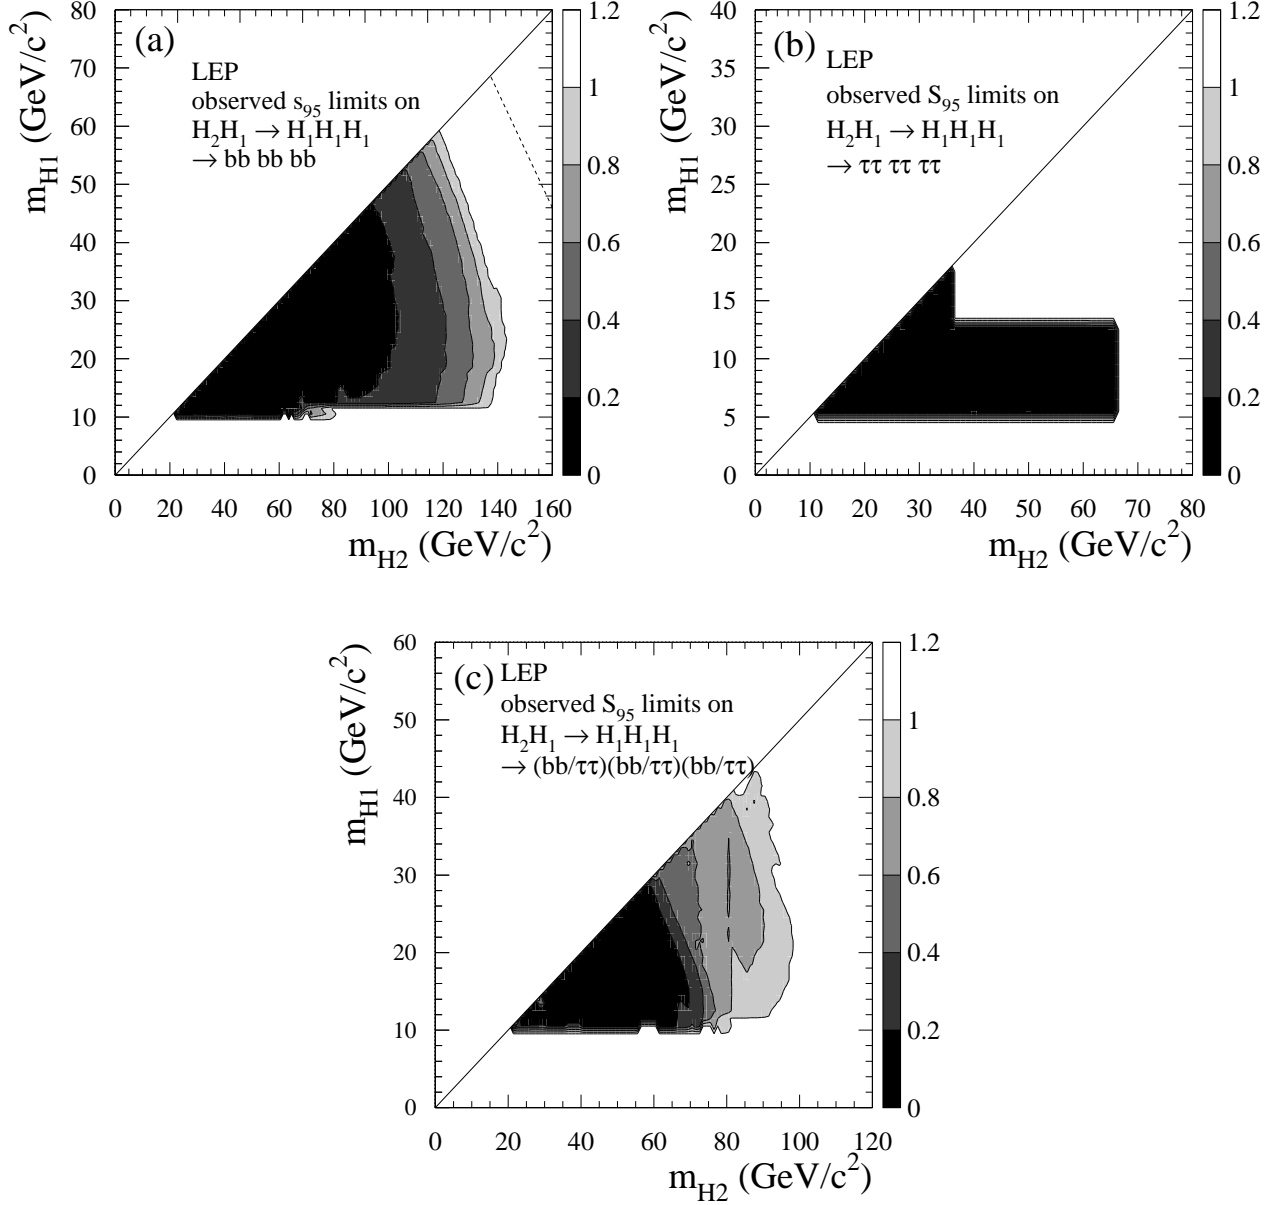 (a)
LEP
observed s95 limits on
H2H1 → H1H1H1
→ bb bb bb
mH1 (GeV/c2)
80
70
60
50
40
30
20
10
0
0 20 40 60 80 100 120 140 160
mH2 (GeV/c2)
1.2
1
0.8
0.6
0.4
0.2
0
(b)
LEP
observed S95 limits on
H2H1 → H1H1H1
→ ττ ττ ττ
mH1 (GeV/c2)
40
35
30
25
20
15
10
5
0
0 10 20 30 40 50 60 70 80
mH2 (GeV/c2)
1.2
1
0.8
0.6
0.4
0.2
0
(c) LEP
observed S95 limits on
H2H1 → H1H1H1
→ (bb/ττ)(bb/ττ)(bb/ττ)
mH1 (GeV/c2)
60
50
40
30
20
10
0
0 20 40 60 80 100 120
mH2 (GeV/c2)
1.2
1
0.8
0.6
0.4
0.2
0